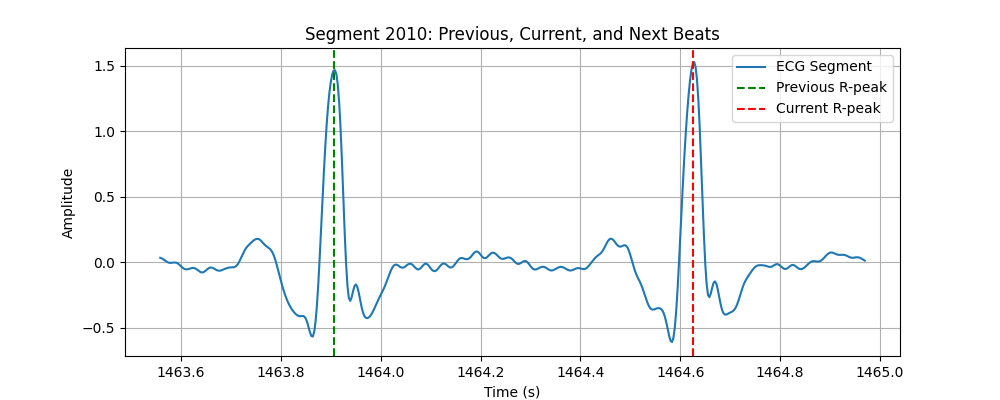 Segment 2010: Previous, Current, and Next Beats
1.5
1.0
0.5
0.0
−0.5
Amplitude
ECG Segment
Previous R-peak
Current R-peak
1463.6 1463.8 1464.0 1464.2 1464.4 1464.6 1464.8 1465.0
Time (s)